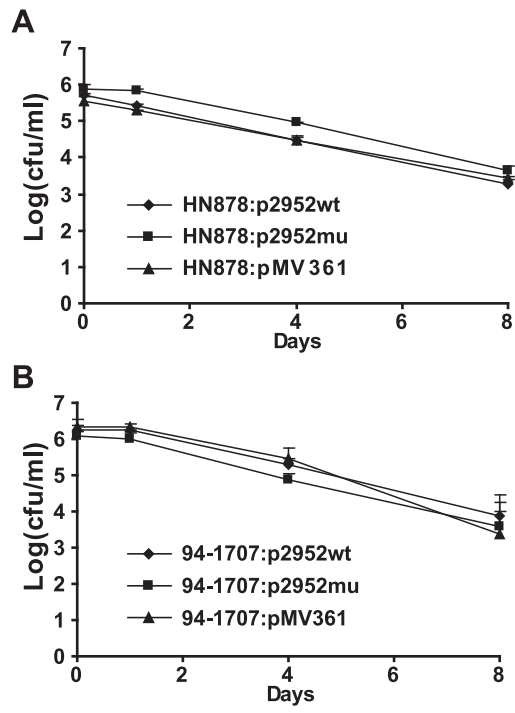 A
Log(cfu/ml)
7
6
5
4
3
2
1
0
HN878:p2952wt
HN878:p2952mu
HN878:pMV361
0 2 4 6 8
Days
B
Log(cfu/ml)
7
6
5
4
3
2
1
0
94-1707:p2952wt
94-1707:p2952mu
94-1707:pMV361
0 2 4 6 8
Days